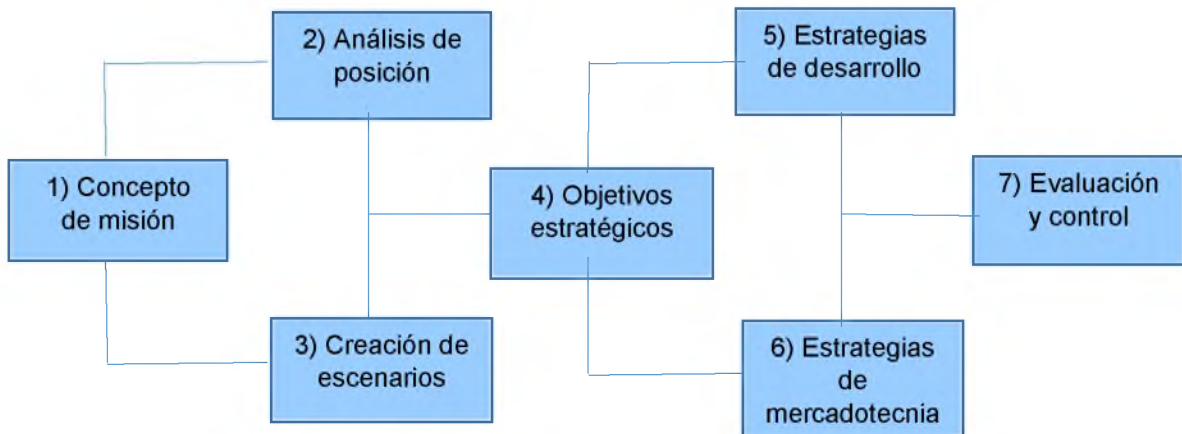 1) Concepto
de misión
2) Análisis de
posición
3) Creación de
escenarios
4) Objetivos
estratégicos
5) Estrategias
de desarrollo
6) Estrategias
de
mercadotecnia
7) Evaluación
y control